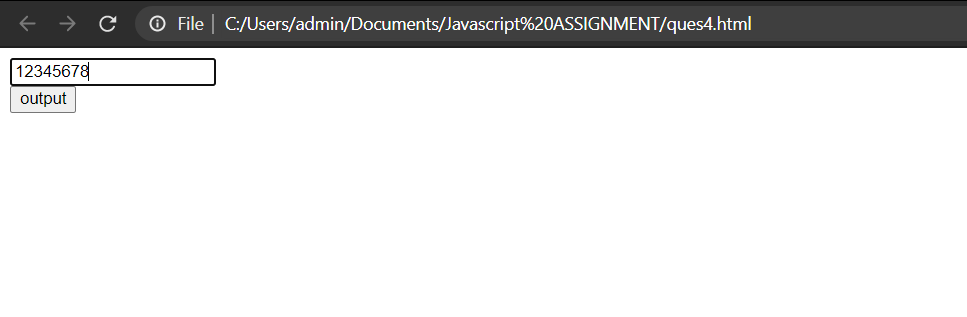 File C:/Users/admin/Documents/Javascript%20ASSIGNMENT/ques4.html
12345678
output